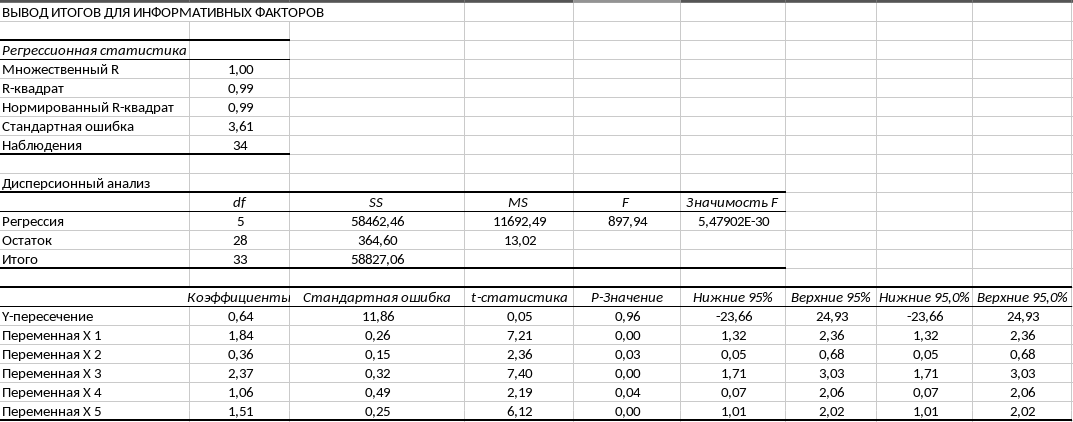 ВЫВОД ИТОГОВ ДЛЯ ИНФОРМАТИВНЫХ ФАКТОРОВ
Регрессионная статистика
Множественный R 1,00
R-квадрат 0,99
Нормированный R-квадрат 0,99
Стандартная ошибка 3,61
Наблюдения 34
Дисперсионный анализ
df SS MS F Значимость F
Регрессия 5 58462,46 11692,49 897,94 5,47902E-30
Остаток 28 364,60 13,02
Итого 33 58827,06
Коэффициенты Стандартная ошибка t-статистика P-Значение Нижние 95% Верхние 95% Нижние 95,0% Верхние 95,0%
Y-пересечение 0,64 11,86 0,05 0,96 -23,66 24,93 -23,66 24,93
Переменная X 1 1,84 0,26 7,21 0,00 1,32 2,36 1,32 2,36
Переменная X 2 0,36 0,15 2,36 0,03 0,05 0,68 0,05 0,68
Переменная X 3 2,37 0,32 7,40 0,00 1,71 3,03 1,71 3,03
Переменная X 4 1,06 0,49 2,19 0,04 0,07 2,06 0,07 2,06
Переменная X 5 1,51 0,25 6,12 0,00 1,01 2,02 1,01 2,02